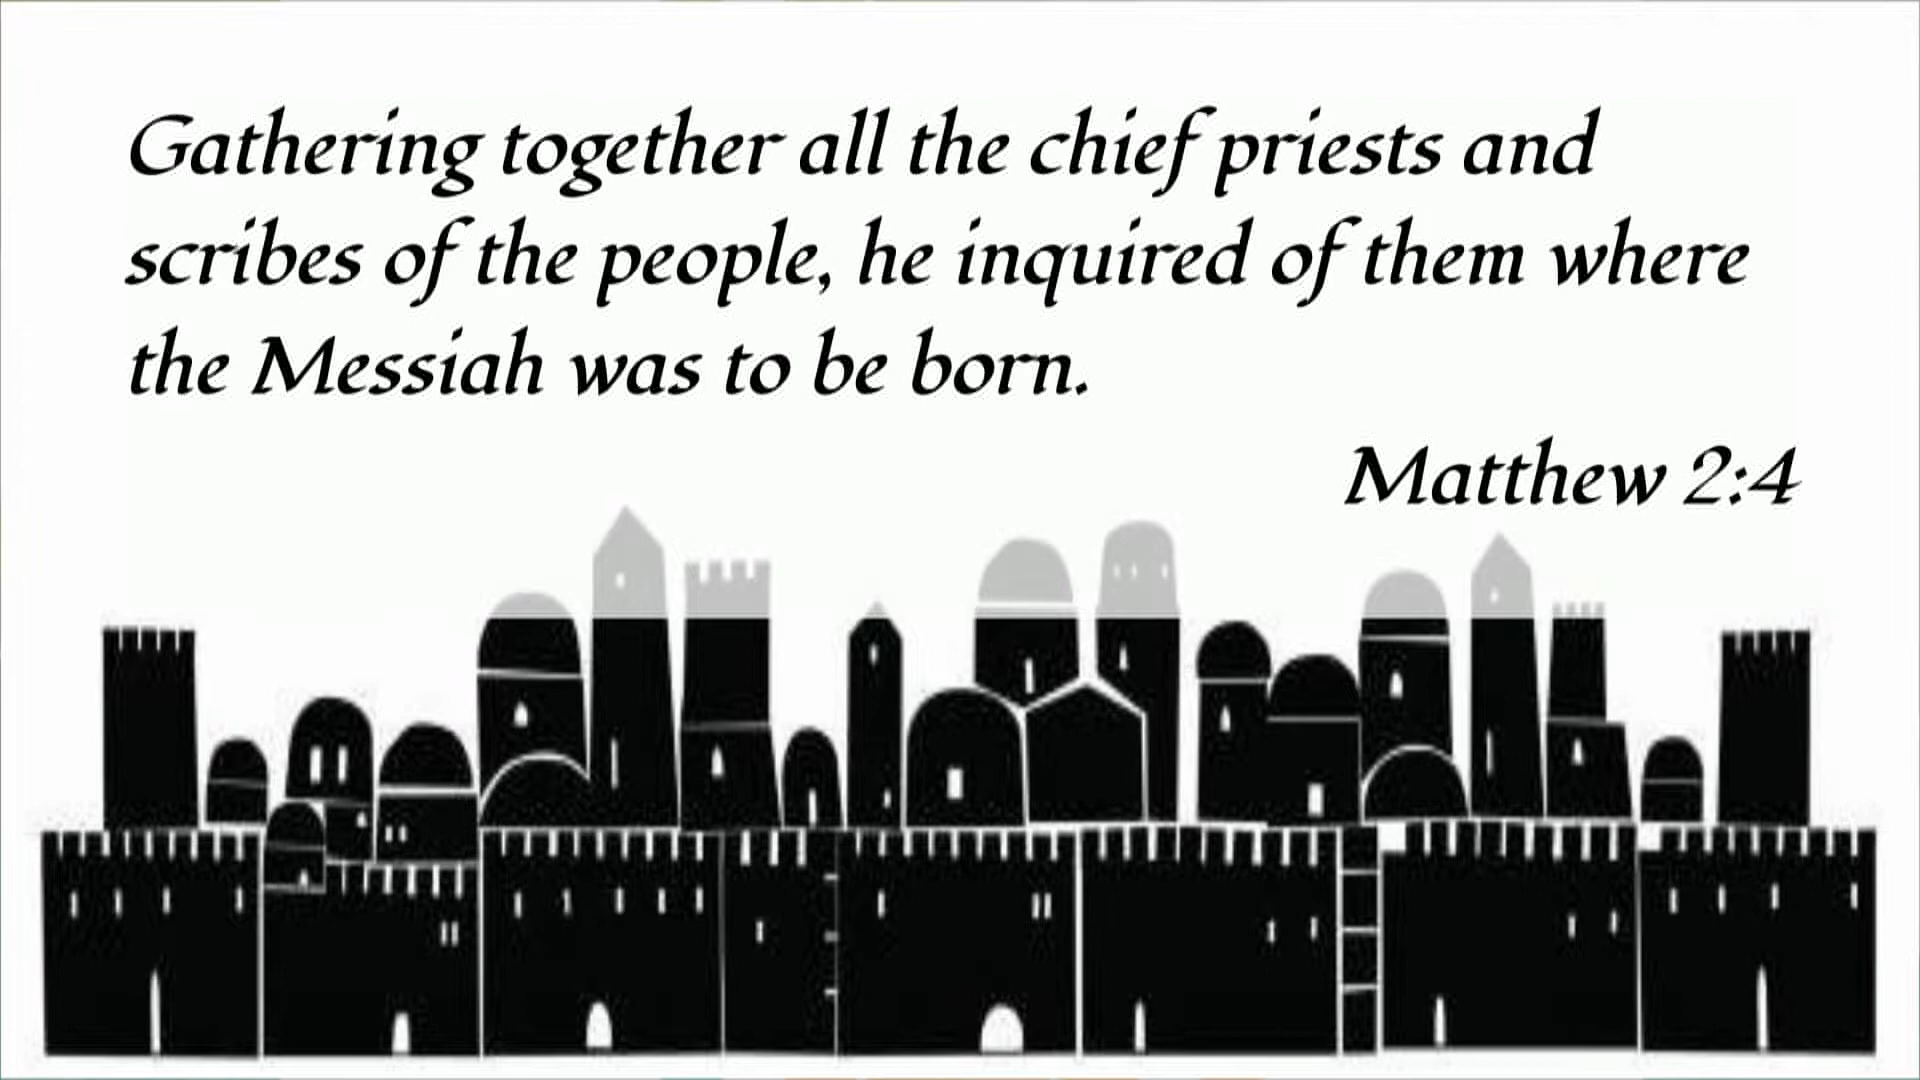 Gathering together all the chief priests and
scribes of the people, he inquired of them where
the Messiah was to be born.
Matthew 2:4